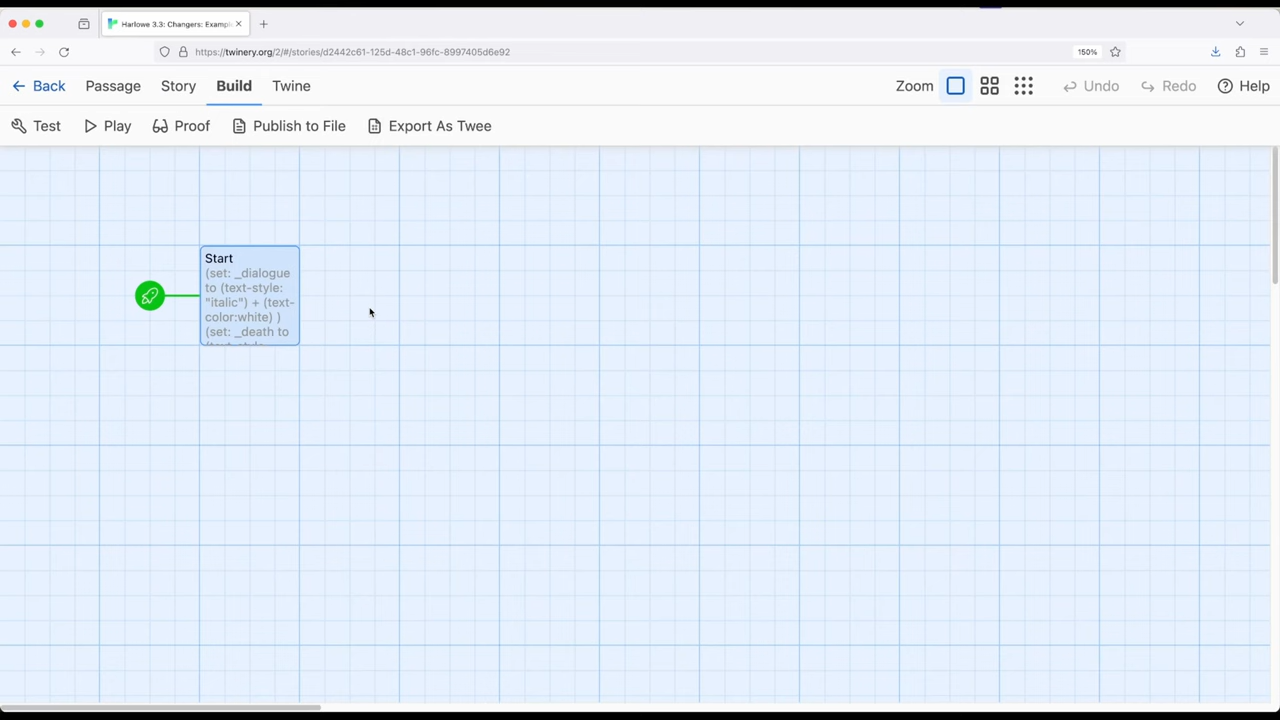 Harlowe 3.3: Changers: Exampl
https://twinery.org/2/#/stories/d2442c61-125d-48c1-96fc-8997405d6e92
150%
Back
Passage
Story
Build
Twine
Zoom
Undo
Redo
Help
Test
Play
Proof
Publish to File
Export As Twee
Start
(set: _dialogue
to (text-style:
"italic") + (text-
color:white) )
(set: _death to